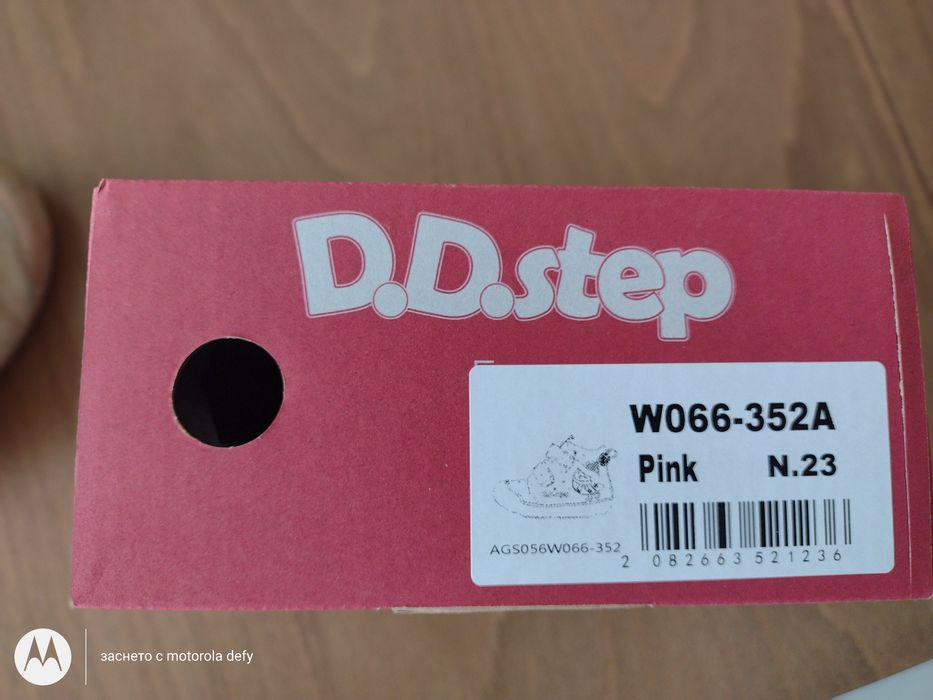 D.D.step
W066-352A
Pink N.23
AGS056W066-352
2 082663 521236
заснето с motorola defy